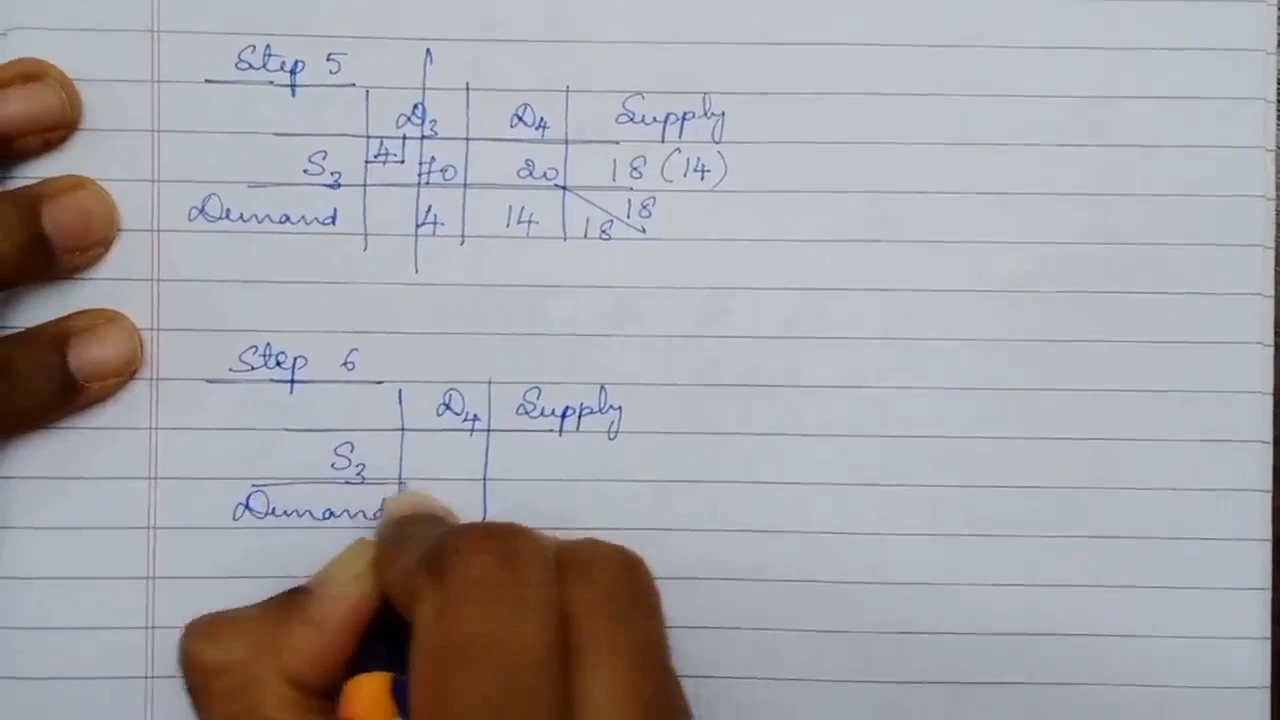 Step 5
D3 D4 Supply
S3 4 70 20 18 (14)
Demand 4 14 18 18
Step 6
D4 Supply
S3
Demand